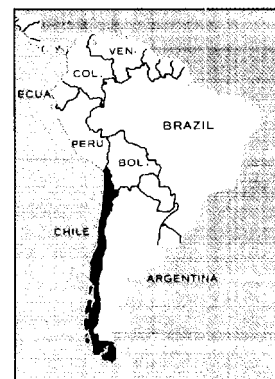 VEN.
COL.
ECUA.
BRAZIL
PERU
BOL.
CHILE
ARGENTINA